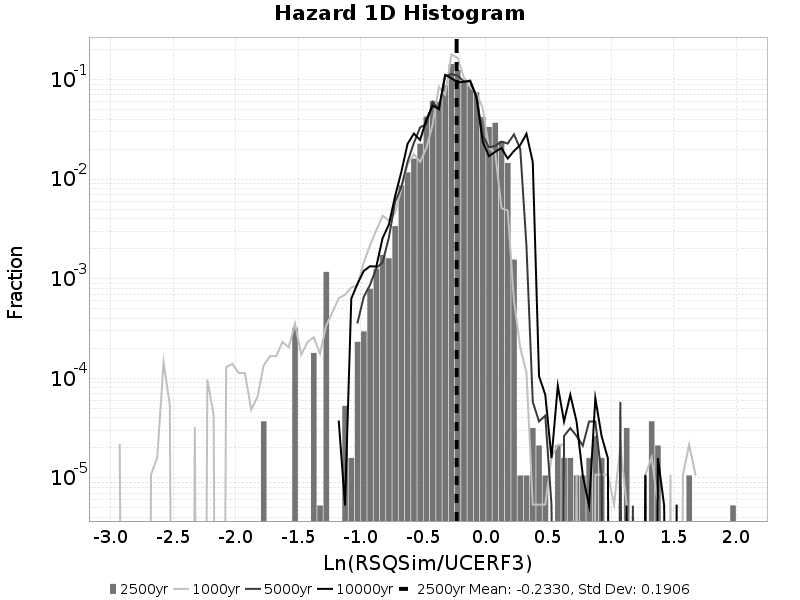 Hazard 1D Histogram
Fraction
10-1
10-2
10-3
10-4
10-5
-3.0 -2.5 -2.0 -1.5 -1.0 -0.5 0.0 0.5 1.0 1.5 2.0
Ln(RSQSim/UCERF3)
2500yr 1000yr 5000yr 10000yr 2500yr Mean: -0.2330, Std Dev: 0.1906